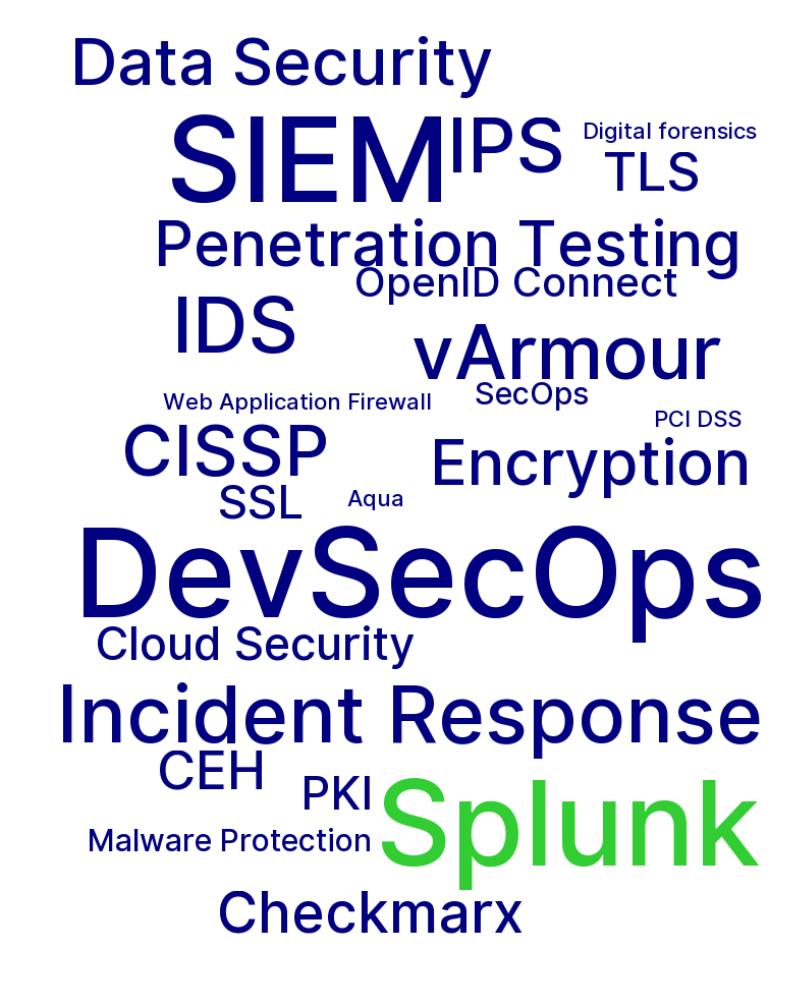 Data Security
SIEM
IPS
Digital forensics
TLS
Penetration Testing
OpenID Connect
IDS
vArmour
SecOps
Web Application Firewall
PCI DSS
CISSP
Encryption
SSL
Aqua
DevSecOps
Cloud Security
Incident Response
CEH
PKI
Splunk
Malware Protection
Checkmarx